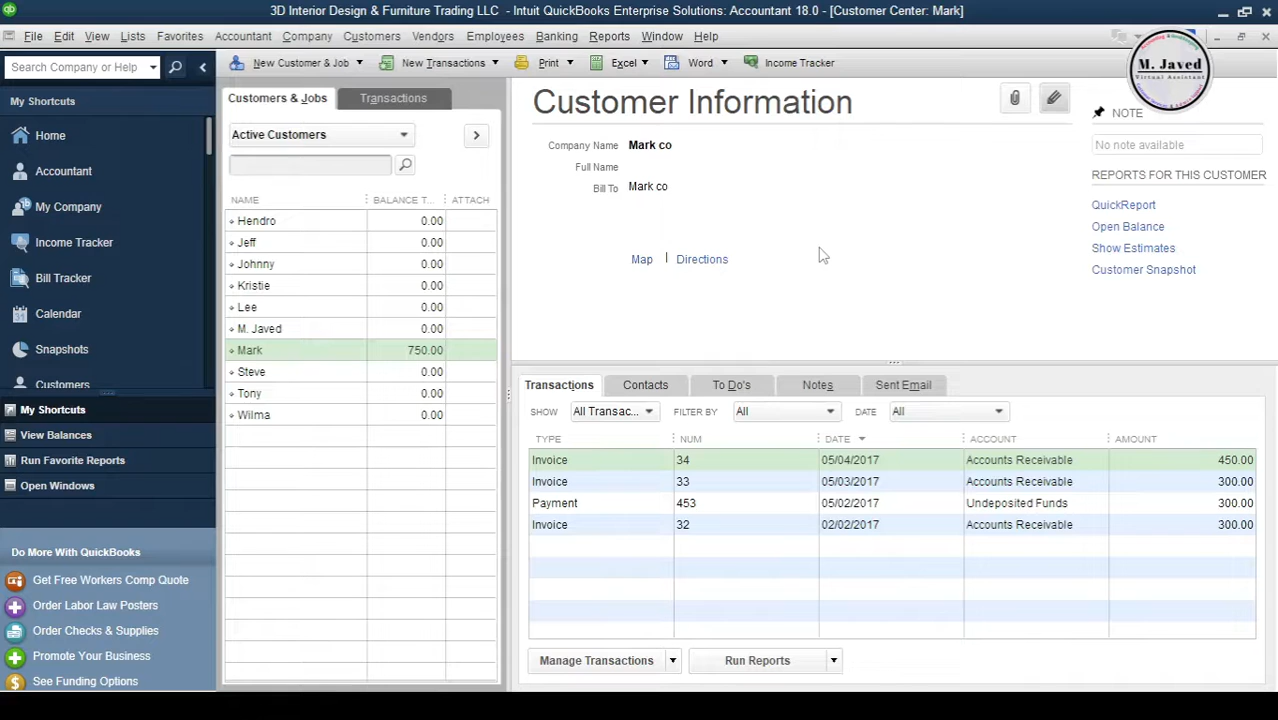 3D Interior Design & Furniture Trading LLC - Intuit QuickBooks Enterprise Solutions: Accountant 18.0 - [Customer Center: Mark]
File Edit View Lists Favorites Accountant Company Customers Vendors Employees Banking Reports Window Help
Search Company or Help
New Customer & Job New Transactions Print Excel Word Income Tracker
M. Javed
Virtual Assistant
My Shortcuts
Home
Accountant
My Company
Income Tracker
Bill Tracker
Calendar
Snapshots
Customers
My Shortcuts
View Balances
Run Favorite Reports
Open Windows
Do More With QuickBooks
Get Free Workers Comp Quote
Order Labor Law Posters
Order Checks & Supplies
Promote Your Business
See Funding Options
Customers & Jobs Transactions
Active Customers
NAME BALANCE T... ATTACH
Hendro 0.00
Jeff 0.00
Johnny 0.00
Kristie 0.00
Lee 0.00
M. Javed 0.00
Mark 750.00
Steve 0.00
Tony 0.00
Wilma 0.00
Customer Information
Company Name Mark co
Full Name
Bill To Mark co
Map | Directions
NOTE
No note available
REPORTS FOR THIS CUSTOMER
QuickReport
Open Balance
Show Estimates
Customer Snapshot
Transactions Contacts To Do's Notes Sent Email
SHOW All Transac... FILTER BY All DATE All
TYPE NUM DATE ACCOUNT AMOUNT
Invoice 34 05/04/2017 Accounts Receivable 450.00
Invoice 33 05/03/2017 Accounts Receivable 300.00
Payment 453 05/02/2017 Undeposited Funds 300.00
Invoice 32 02/02/2017 Accounts Receivable 300.00
Manage Transactions Run Reports